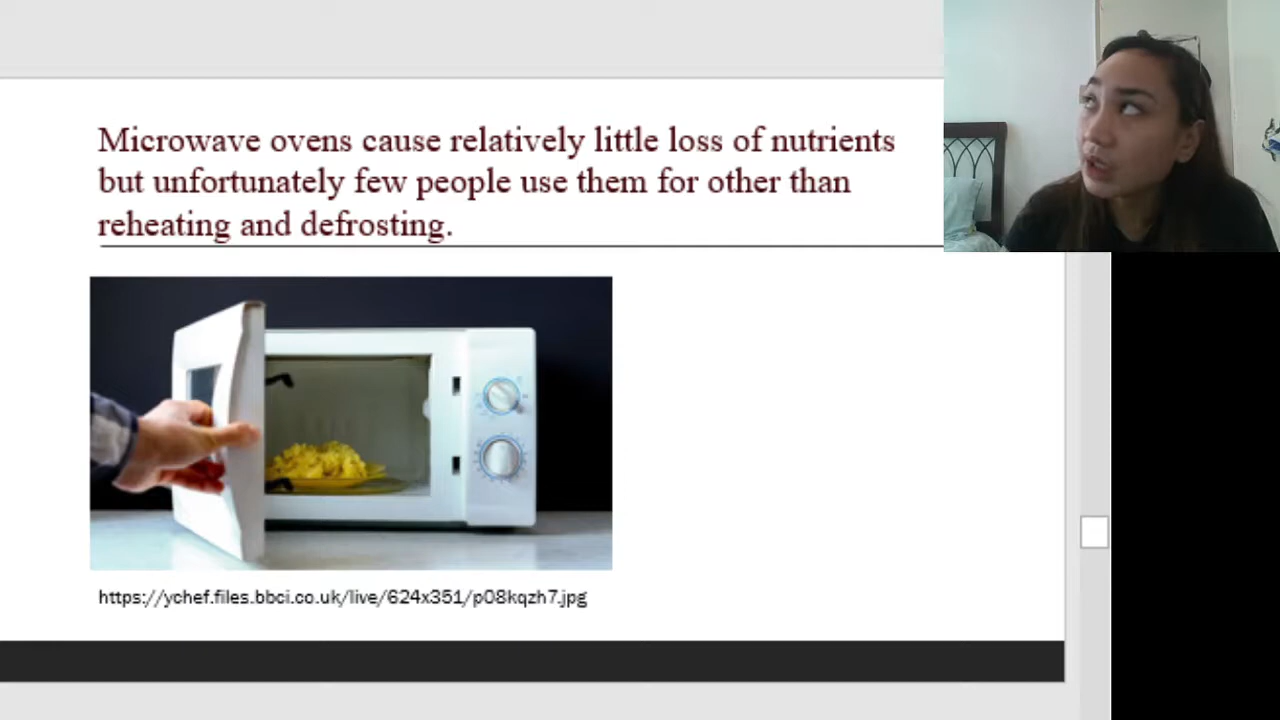 Microwave ovens cause relatively little loss of nutrients
but unfortunately few people use them for other than
reheating and defrosting.
https://ychef.files.bbci.co.uk/live/624x351/p08kqzh7.jpg